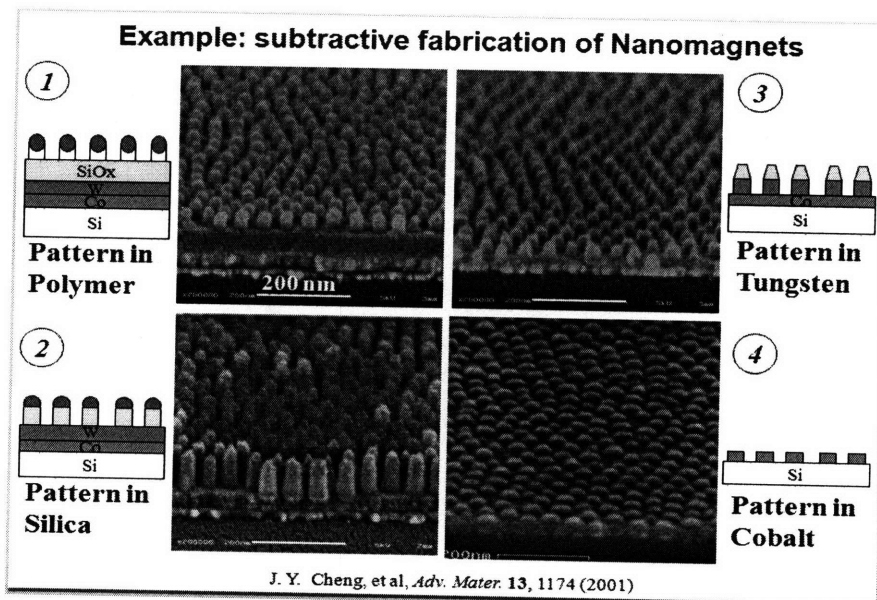 Example: subtractive fabrication of Nanomagnets
1
SiOx
W
Co
Si
Pattern in
Polymer
200 nm
3
Co
Si
Pattern in
Tungsten
2
W
Co
Si
Pattern in
Silica
4
Si
Pattern in
Cobalt
200nm
J. Y. Cheng, et al, Adv. Mater. 13, 1174 (2001)